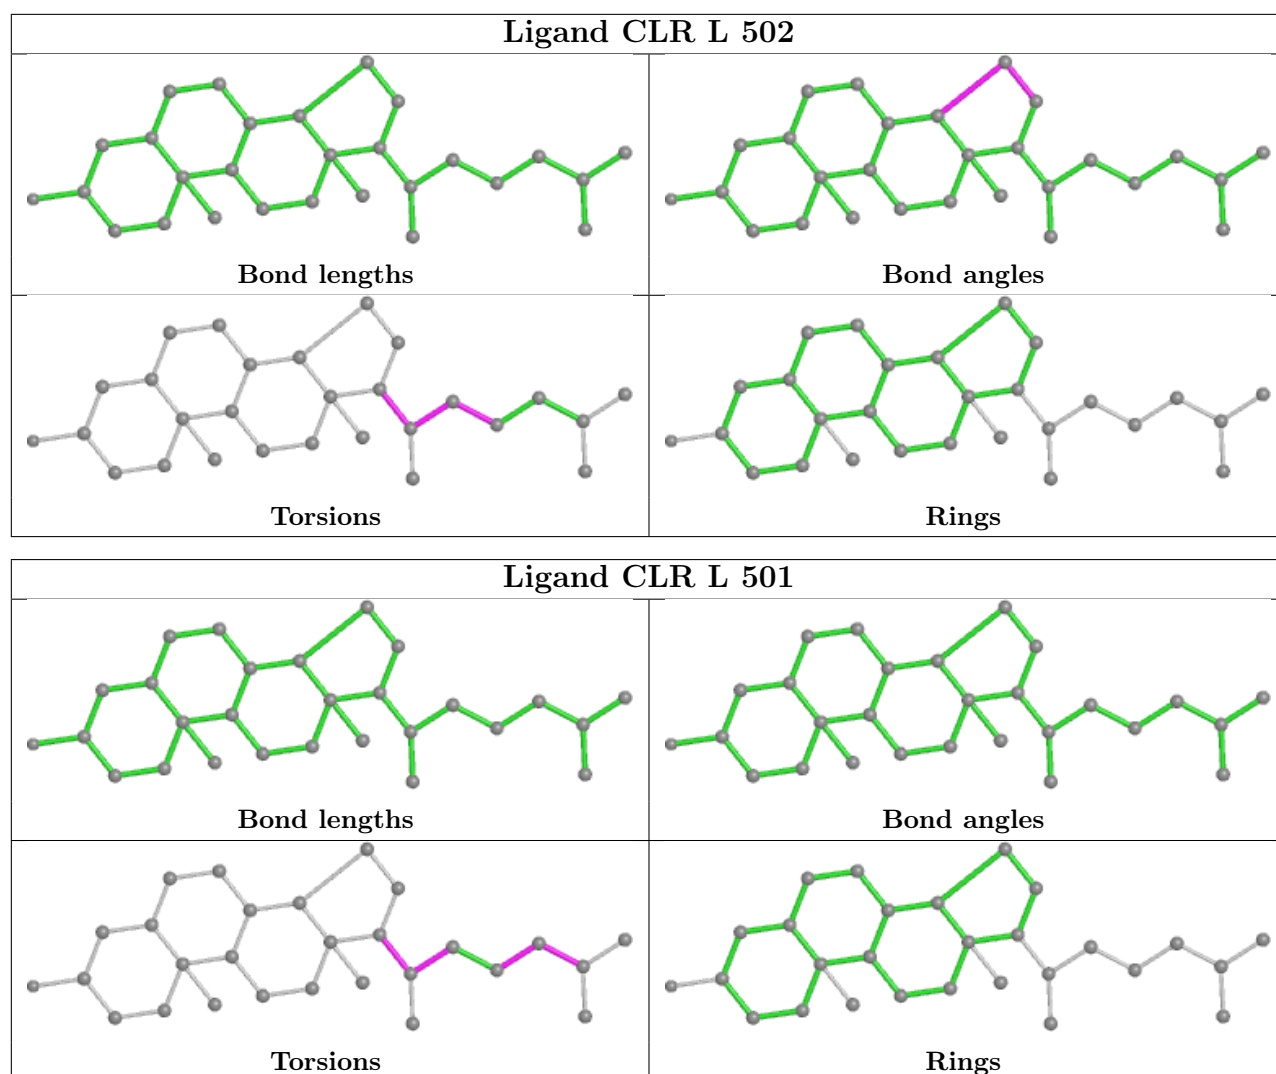 Ligand CLR L 502
Bond lengths
Bond angles
Torsions
Rings
Ligand CLR L 501
Bond lengths
Bond angles
Torsions
Rings